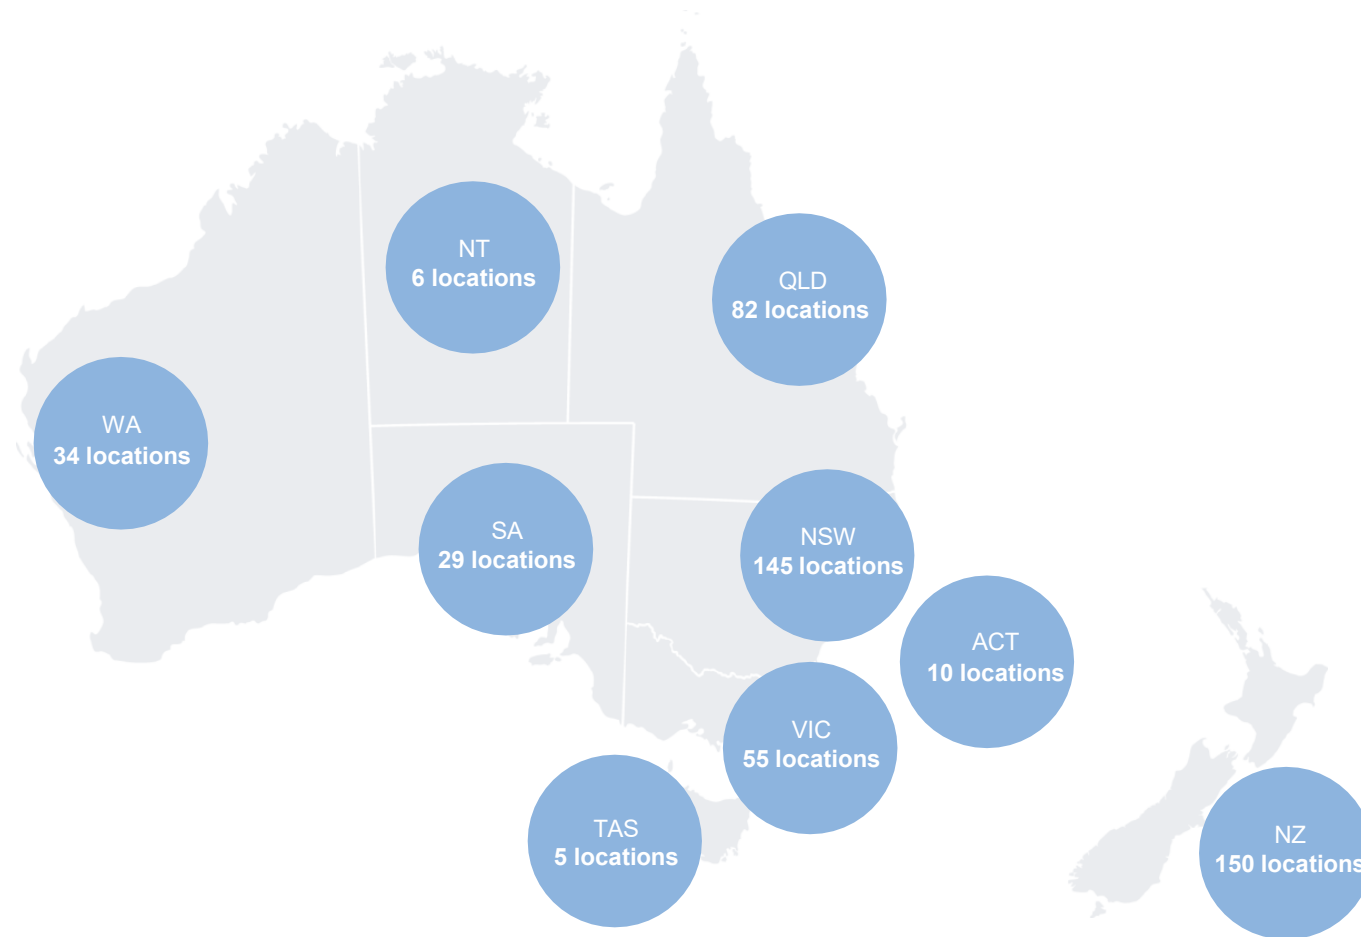 NT
6 locations
QLD
82 locations
WA
34 locations
SA
29 locations
NSW
145 locations
ACT
10 locations
VIC
55 locations
TAS
5 locations
NZ
150 locations